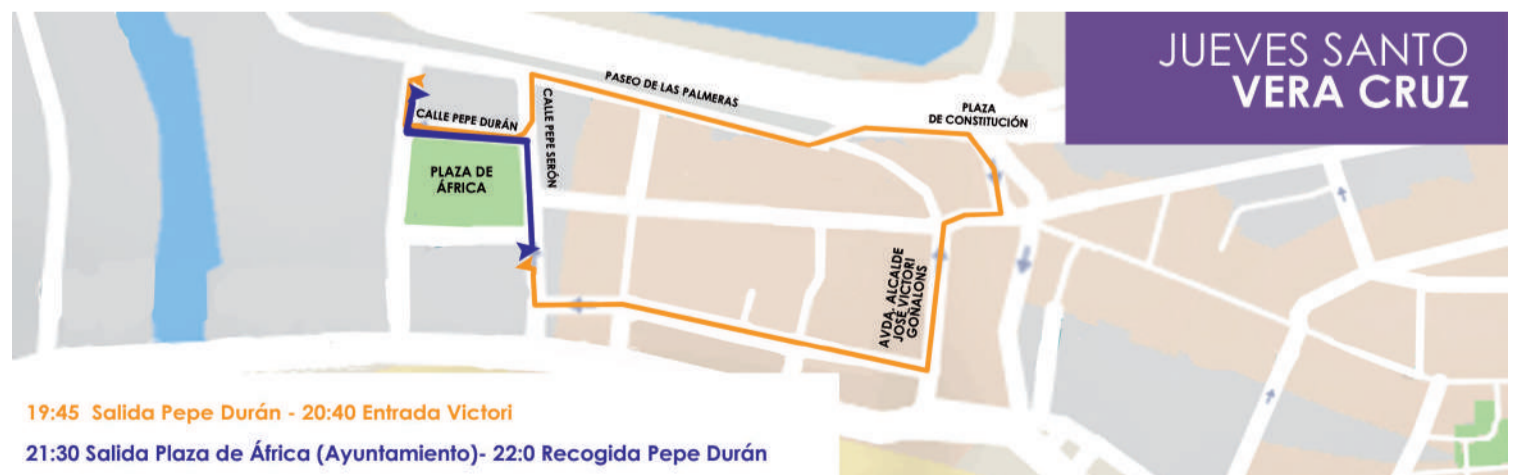 JUEVES SANTO
VERA CRUZ
PASEO DE LAS PALMERAS
PLAZA
DE CONSTITUCIÓN
CALLE PEPE DURÁN
CALLE PEPE SERÓN
PLAZA DE
ÁFRICA
AVDA. ALCALDE
JOSÉ VICTORI
GOÑALONS
19:45 Salida Pepe Durán - 20:40 Entrada Victori
21:30 Salida Plaza de África (Ayuntamiento)- 22:0 Recogida Pepe Durán